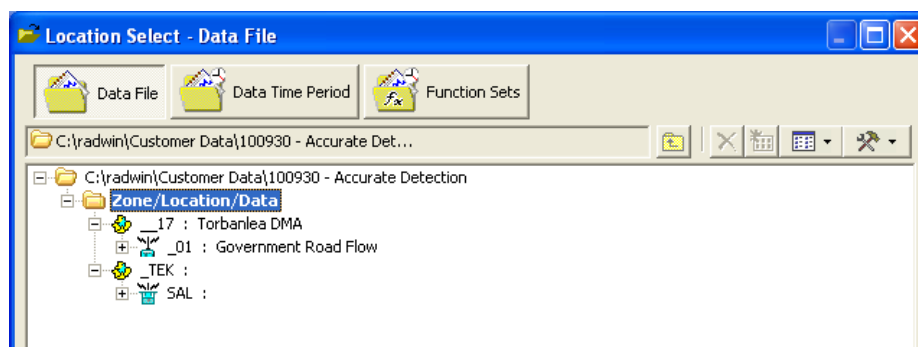 Location Select - Data File
Data File Data Time Period Function Sets
C:\radwin\Customer Data\100930 - Accurate Det...
C:\radwin\Customer Data\100930 - Accurate Detection
Zone/Location/Data
__17 : Torbanlea DMA
_01 : Government Road Flow
_TEK :
SAL :